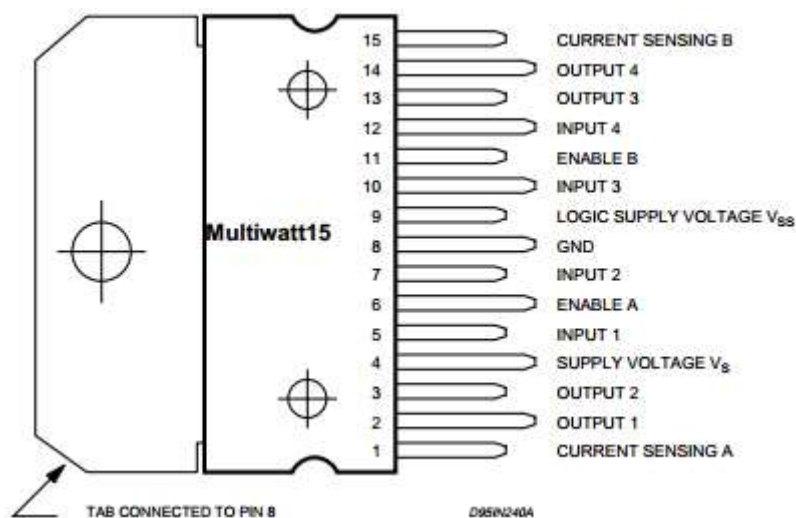 15 CURRENT SENSING B
14 OUTPUT 4
13 OUTPUT 3
12 INPUT 4
11 ENABLE B
10 INPUT 3
9 LOGIC SUPPLY VOLTAGE VSS
8 GND
Multiwatt15
7 INPUT 2
6 ENABLE A
5 INPUT 1
4 SUPPLY VOLTAGE VS
3 OUTPUT 2
2 OUTPUT 1
1 CURRENT SENSING A
TAB CONNECTED TO PIN 8
D95IN240A